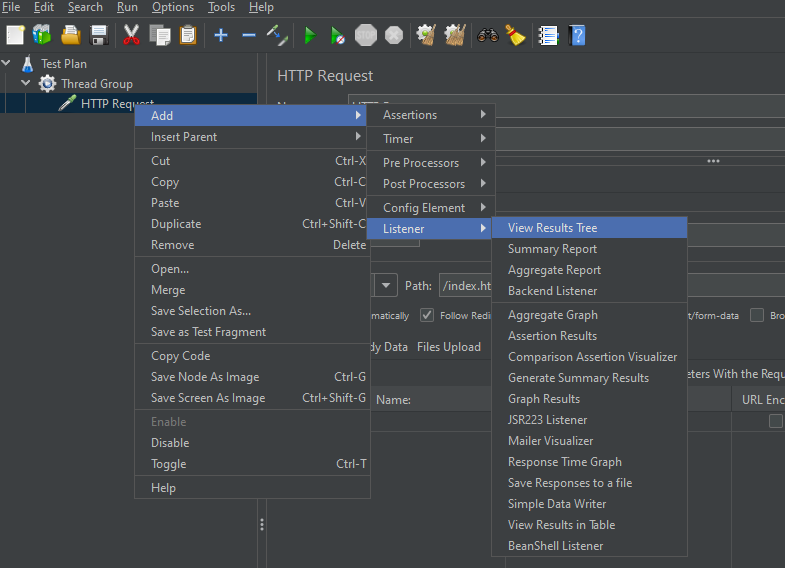 File Edit Search Run Options Tools Help
Test Plan
Thread Group
HTTP Request
HTTP Request
Add
Insert Parent
Cut Ctrl-X
Copy Ctrl-C
Paste Ctrl-V
Duplicate Ctrl+Shift-C
Remove Delete
Open...
Merge
Save Selection As...
Save as Test Fragment
Copy Code
Save Node As Image Ctrl-G
Save Screen As Image Ctrl+Shift-G
Enable
Disable
Toggle Ctrl-T
Help
Assertions
Timer
Pre Processors
Post Processors
Config Element
Listener
View Results Tree
Summary Report
Aggregate Report
Backend Listener
Aggregate Graph
Assertion Results
Comparison Assertion Visualizer
Generate Summary Results
Graph Results
JSR223 Listener
Mailer Visualizer
Response Time Graph
Save Responses to a file
Simple Data Writer
View Results in Table
BeanShell Listener
Path: /index.ht
matically Follow Redi
t/form-data Bro
dy Data Files Upload
eters With the Requ
Name:
URL Enc